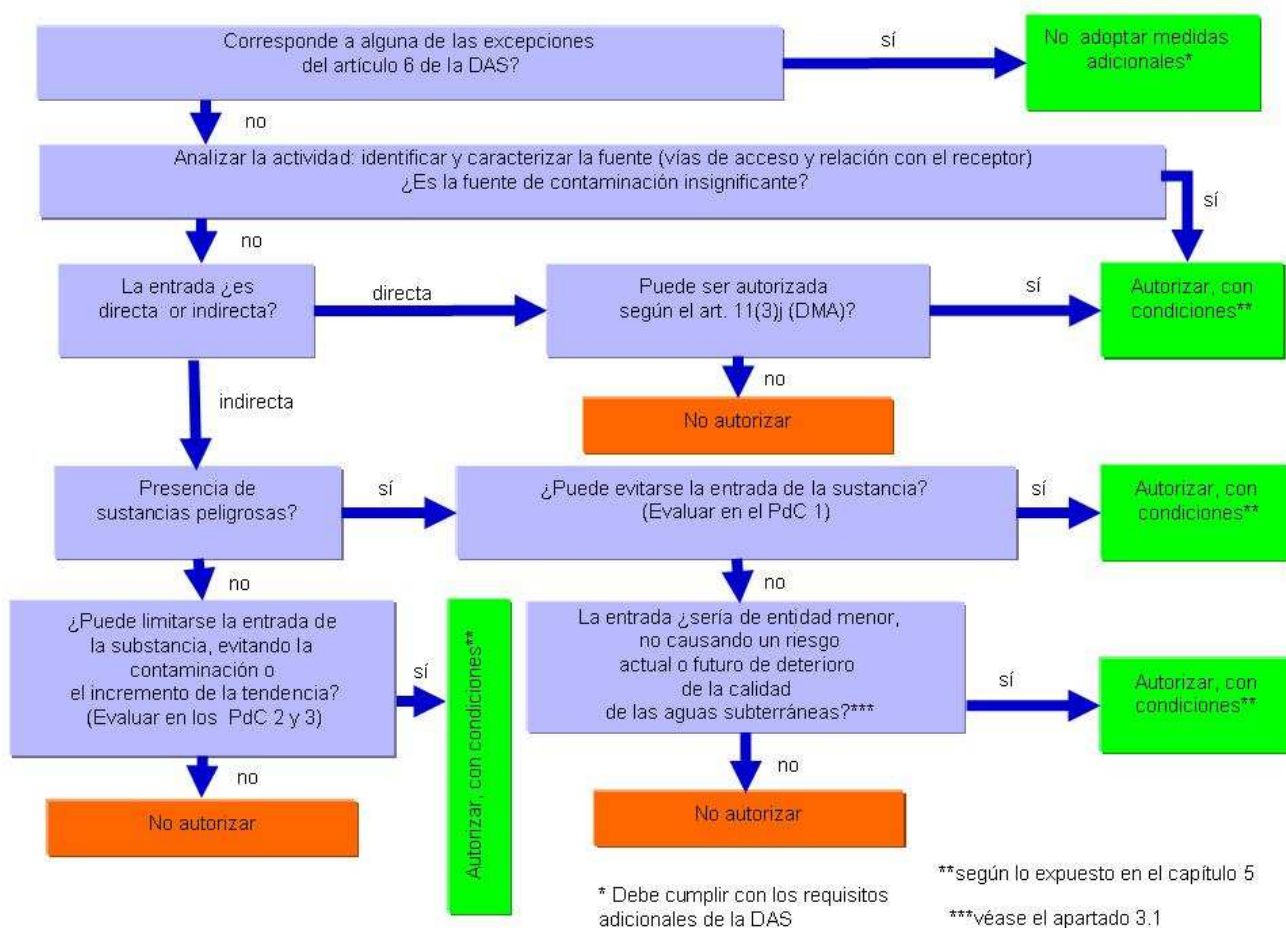 Corresponde a alguna de las excepciones
del artículo 6 de la DAS?
sí
No adoptar medidas
adicionales*
no
Analizar la actividad: identificar y caracterizar la fuente (vías de acceso y relación con el receptor)
¿Es la fuente de contaminación insignificante?
sí
no
La entrada ¿es
directa or indirecta?
directa
Puede ser autorizada
según el art. 11(3)j (DMA)?
sí
Autorizar, con
condiciones**
no
No autorizar
indirecta
Presencia de
sustancias peligrosas?
sí
¿Puede evitarse la entrada de la sustancia?
(Evaluar en el PdC 1)
sí
Autorizar, con
condiciones**
no
no
¿Puede limitarse la entrada de
la substancia, evitando la
contaminación o
el incremento de la tendencia?
(Evaluar en los PdC 2 y 3)
sí
Autorizar, con condiciones**
La entrada ¿sería de entidad menor,
no causando un riesgo
actual o futuro de deterioro
de la calidad
de las aguas subterráneas?***
sí
Autorizar, con
condiciones**
no
No autorizar
no
No autorizar
* Debe cumplir con los requisitos
adicionales de la DAS
**según lo expuesto en el capítulo 5
***véase el apartado 3.1